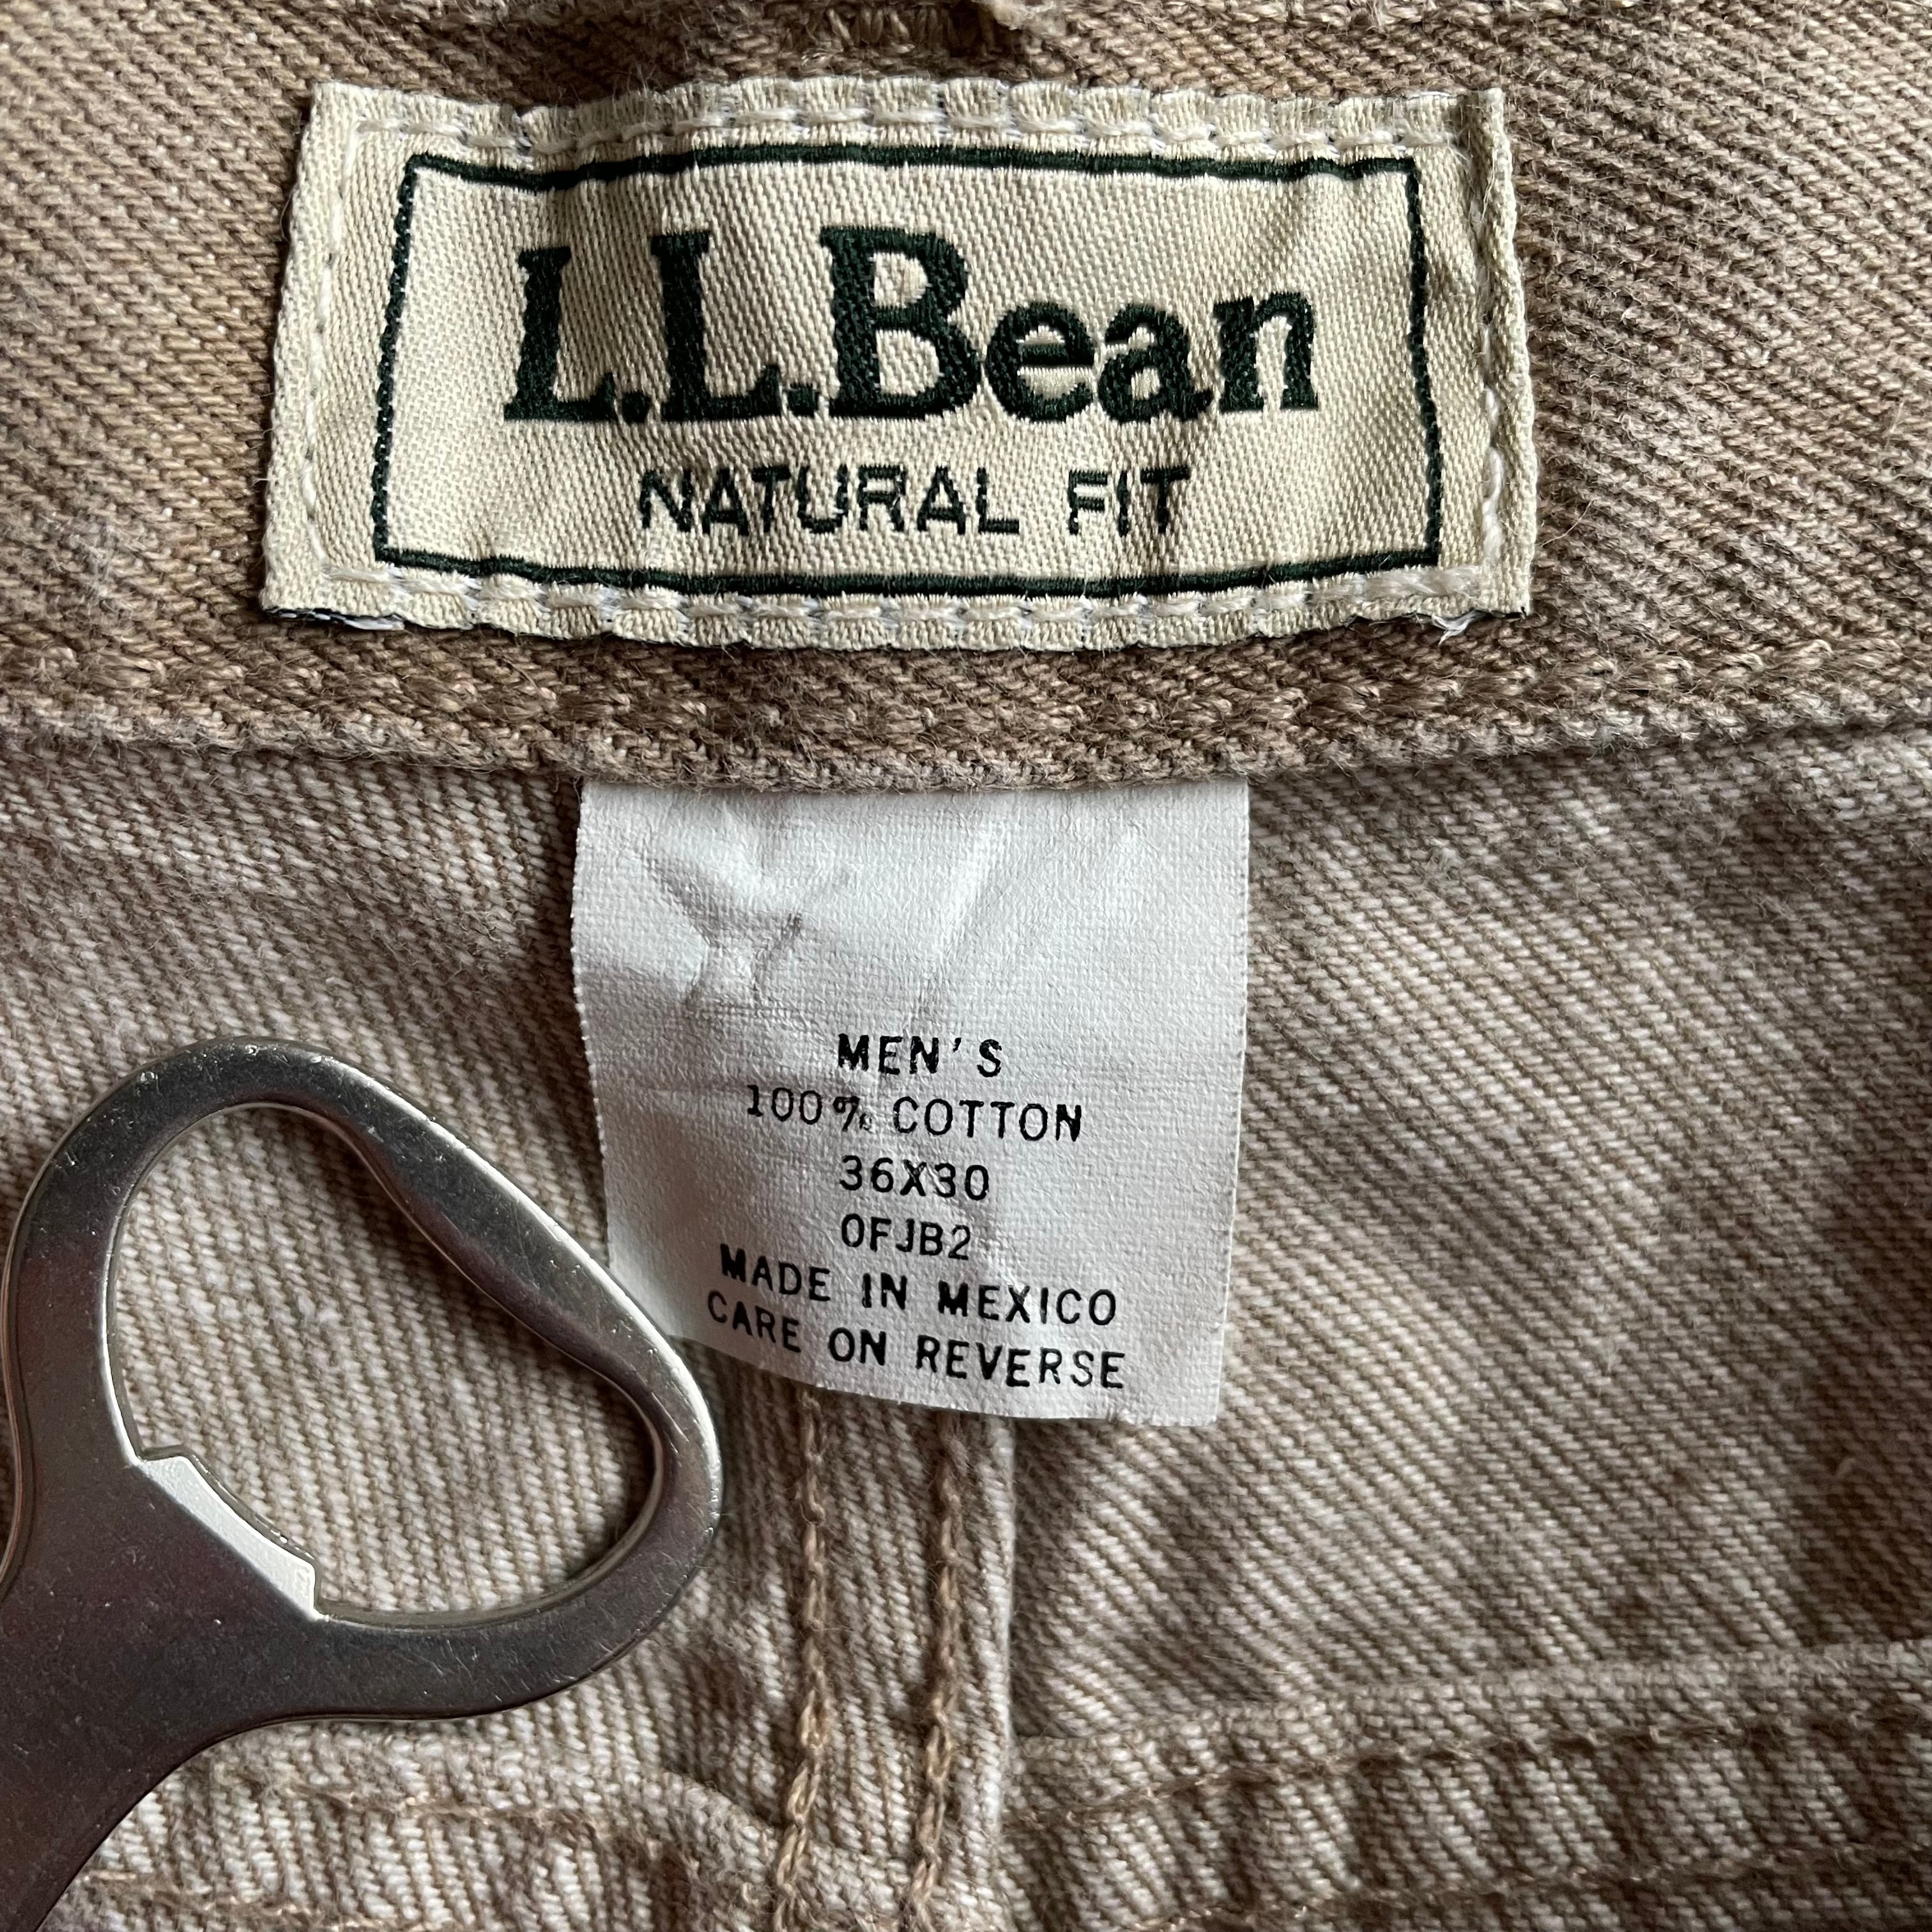 L.L.Bean
NATURAL FIT
MEN'S
100% COTTON
36X30
0FJB2
MADE IN MEXICO
CARE ON REVERSE